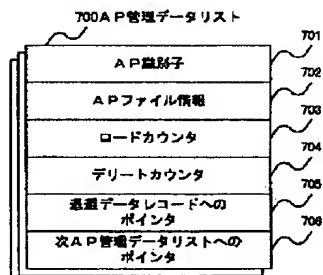 700AP管理データリスト
AP識別子
701
APファイル情報
702
ロードカウンタ
703
デリートカウンタ
704
退避データレコードへの
ポインタ
705
次AP管理データリストへの
ポインタ
706